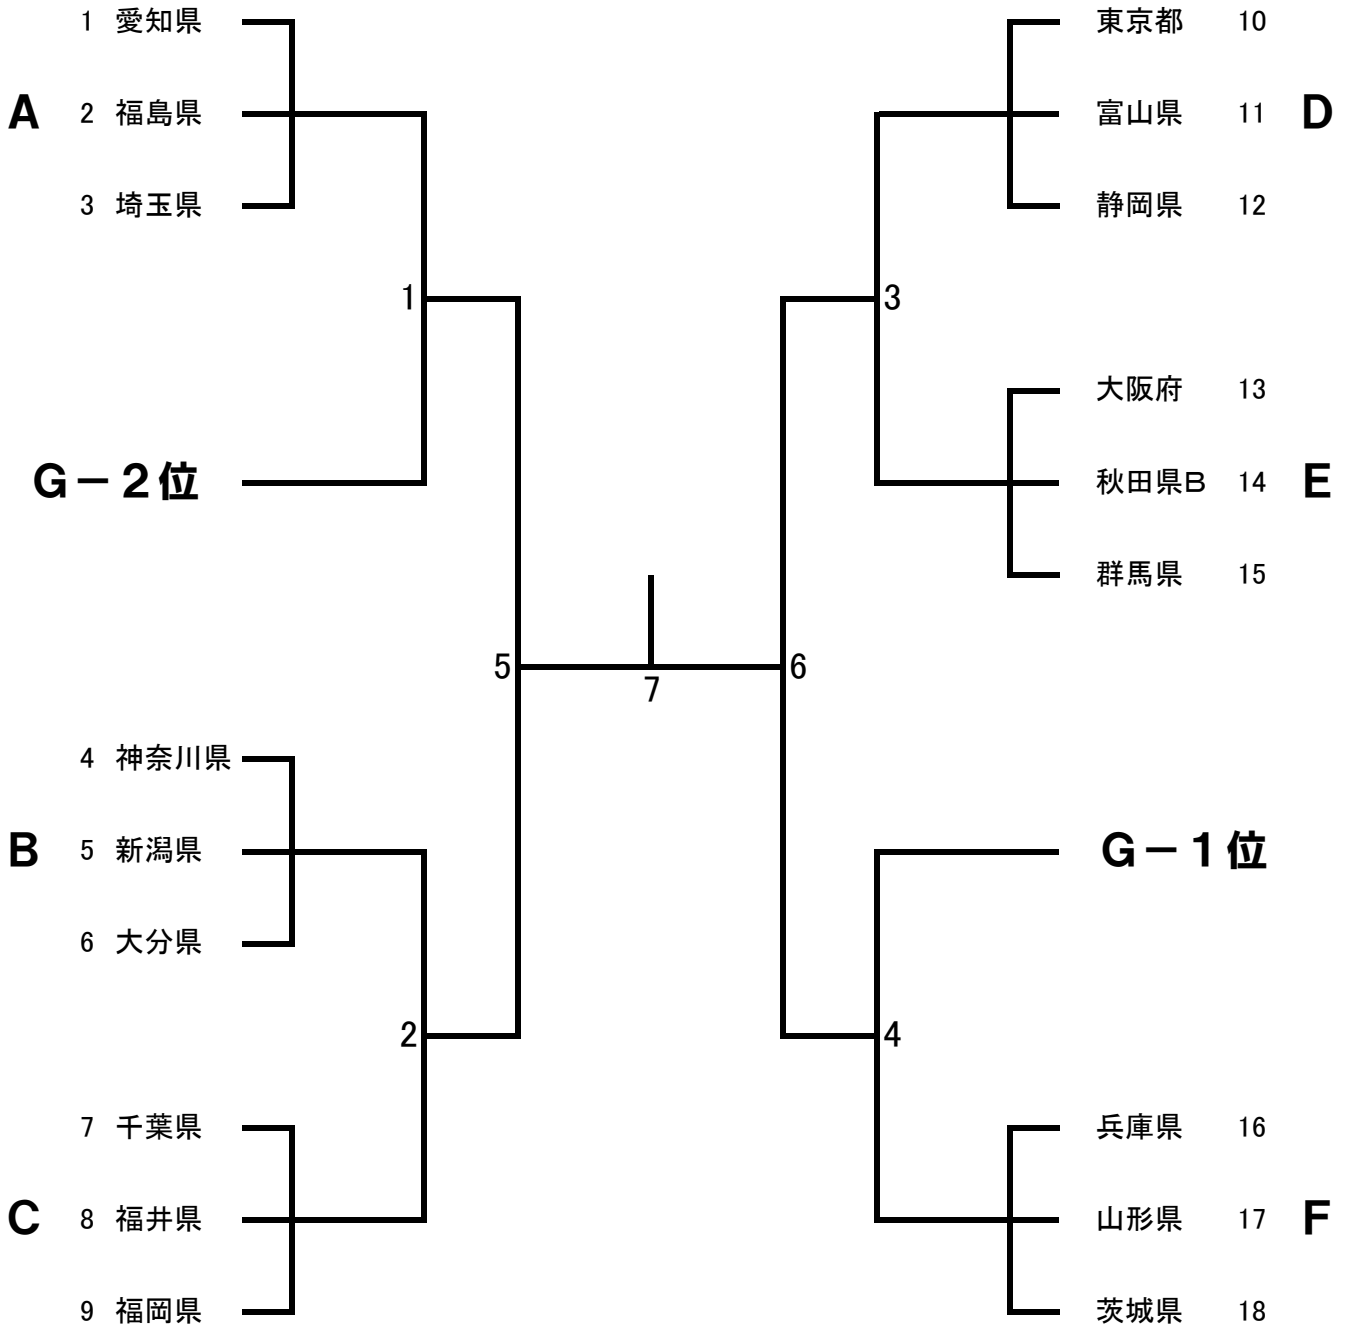 1 愛知県
A 2 福島県
3 埼玉県
1
G－2位
5
4 神奈川県
B 5 新潟県
6 大分県
2
7 千葉県
C 8 福井県
9 福岡県
7
東京都 10
富山県 11 D
静岡県 12
3
大阪府 13
秋田県B 14 E
群馬県 15
6
G－1位
4
兵庫県 16
山形県 17 F
茨城県 18